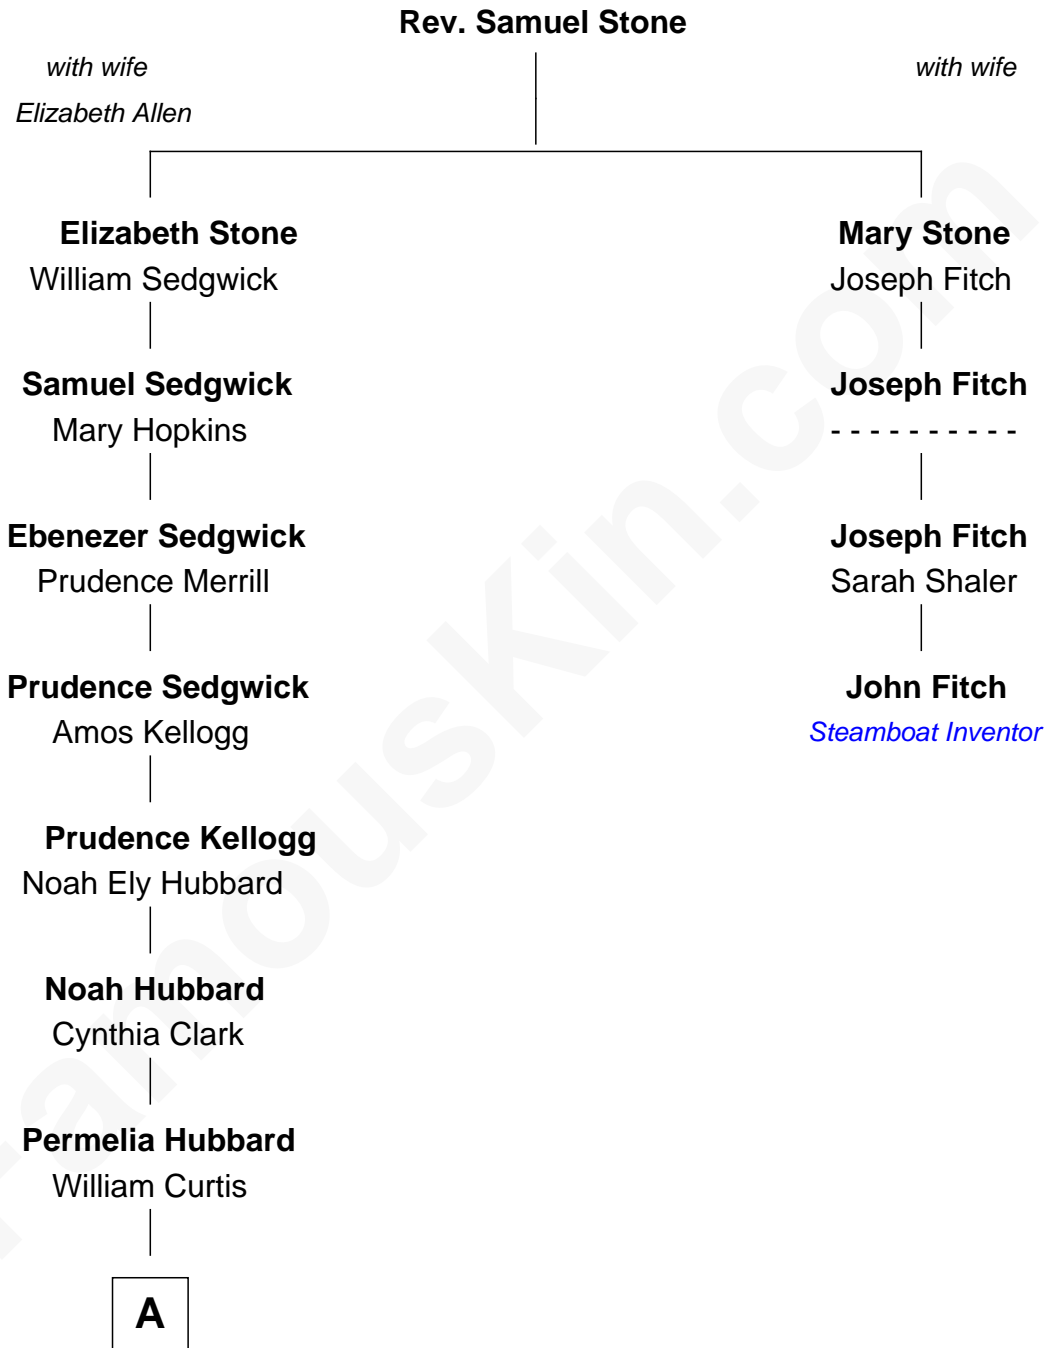 Rev. Samuel Stone
with wife
Elizabeth Allen
with wife
Elizabeth Stone
William Sedgwick
Mary Stone
Joseph Fitch
Samuel Sedgwick
Mary Hopkins
Joseph Fitch
- - - - - - - - - -
Ebenezer Sedgwick
Prudence Merrill
Joseph Fitch
Sarah Shaler
Prudence Sedgwick
Amos Kellogg
John Fitch
Steamboat Inventor
Prudence Kellogg
Noah Ely Hubbard
Noah Hubbard
Cynthia Clark
Permelia Hubbard
William Curtis
A
FamousKin.com